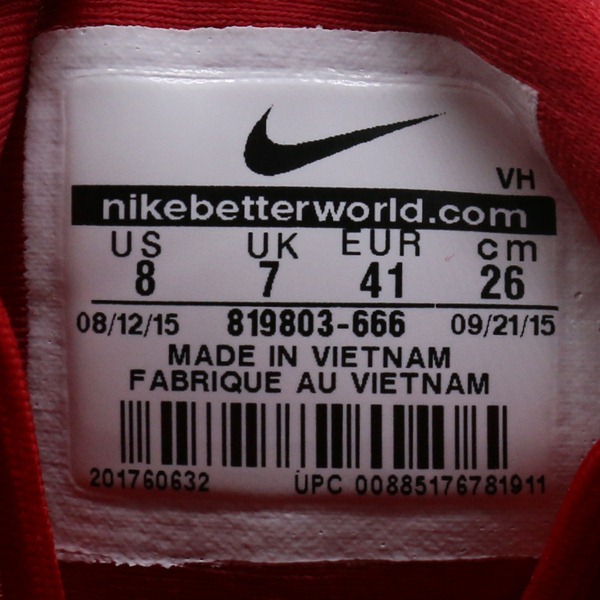 VH
nikebetterworld.com
US UK EUR cm
8 7 41 26
08/12/15 819803-666 09/21/15
MADE IN VIETNAM
FABRIQUE AU VIETNAM
201760632 UPC 00885176781911